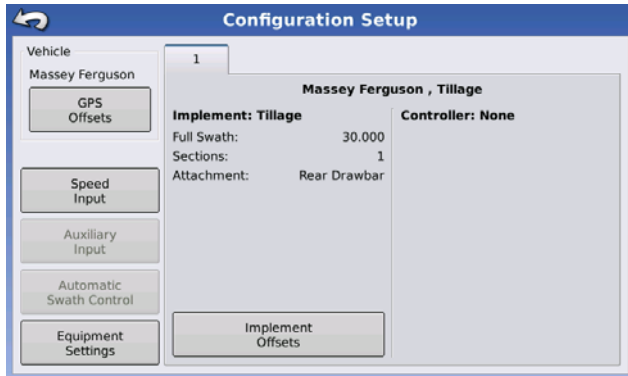 Configuration Setup
Vehicle
Massey Ferguson
GPS
Offsets
Speed
Input
Auxiliary
Input
Automatic
Swath Control
Equipment
Settings
1
Massey Ferguson , Tillage
Implement: Tillage
Full Swath: 30.000
Sections: 1
Attachment: Rear Drawbar
Implement
Offsets
Controller: None